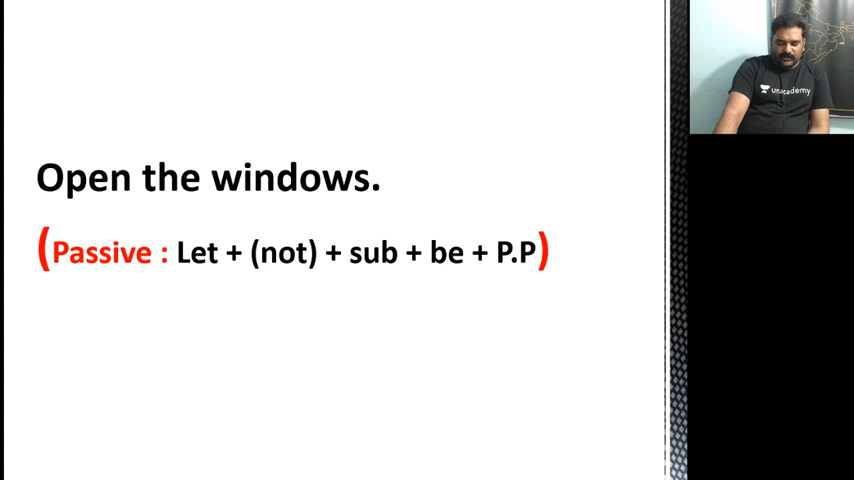 Open the windows.
(Passive : Let + (not) + sub + be + P.P)
unacademy